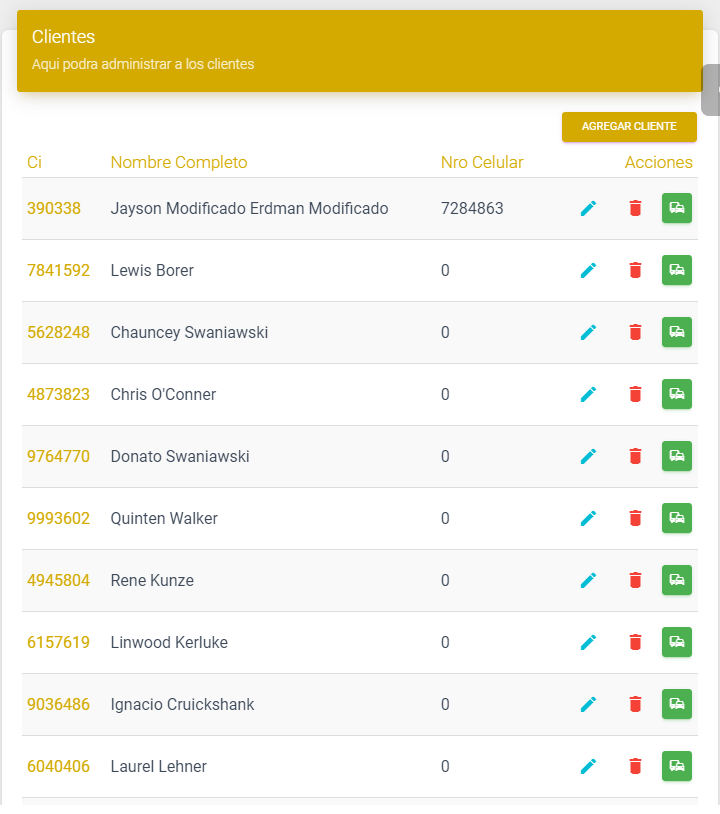 Clientes
Aqui podra administrar a los clientes
AGREGAR CLIENTE
Ci Nombre Completo Nro Celular Acciones
390338 Jayson Modificado Erdman Modificado 7284863
7841592 Lewis Borer 0
5628248 Chauncey Swaniawski 0
4873823 Chris O'Conner 0
9764770 Donato Swaniawski 0
9993602 Quinten Walker 0
4945804 Rene Kunze 0
6157619 Linwood Kerluke 0
9036486 Ignacio Cruickshank 0
6040406 Laurel Lehner 0